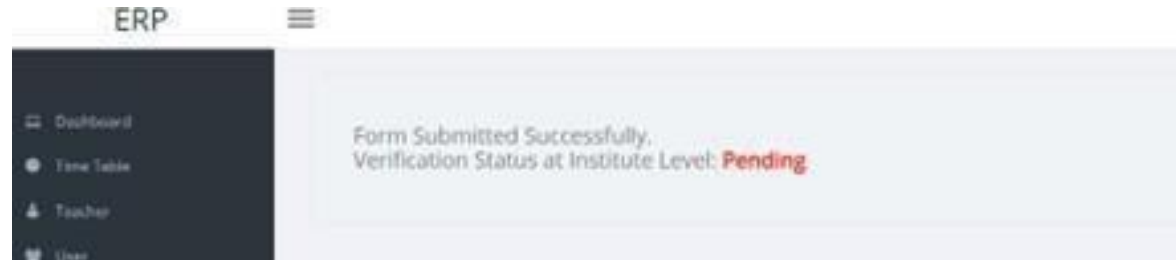 ERP
Dashboard
Time Table
Teacher
User
Form Submitted Successfully.
Verification Status at Institute Level: Pending